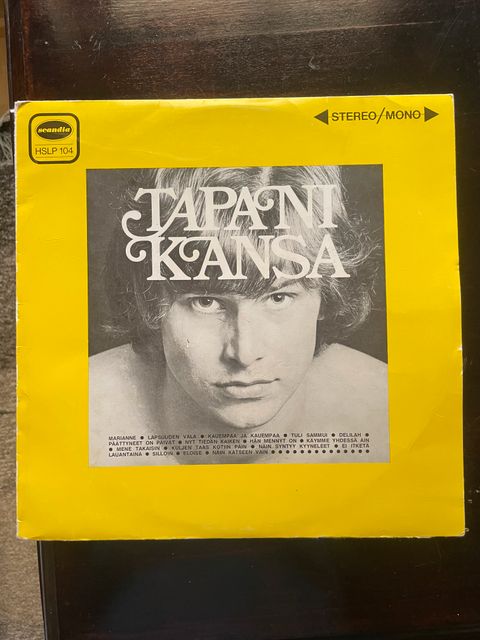 scandia
HSLP 104
STEREO/MONO
TAPANI
KANSA
MARIANNE ● LAPSUUDEN VALA ● KAUEMPAA JA KAUEMPAA ● TULI SAMMUI ● DELILAH ●
PÄÄTTYNEET ON PÄIVÄT ● NYT TIEDÄN KAIKEN ● HÄN MENNYT ON ● KÄYMME YHDESSÄ AIN
● MENE TAKAISIN ● KULJEN TAAS KOTIIN PÄIN ● NÄIN SYNTYY KYYNELEET ● EI ITKETÄ
LAUANTAINA ● SILLOIN ● ELOISE ● NÄIN KATSEEN VAIN ● ● ● ● ● ● ● ● ● ● ● ● ● ● ●